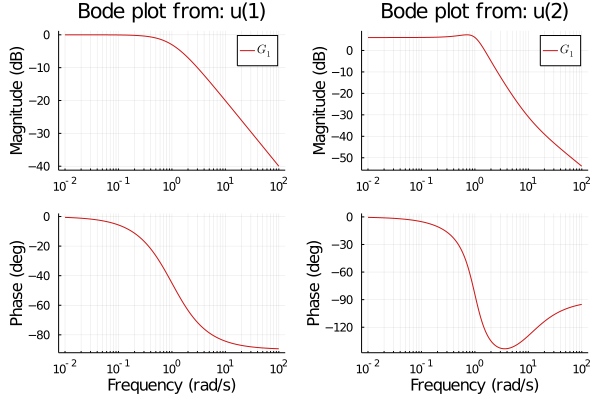 Bode plot from: u(1)
Magnitude (dB)
0
-10
-20
-30
-40
G₁
10⁻² 10⁻¹ 10⁰ 10¹ 10²
Bode plot from: u(2)
Magnitude (dB)
0
-10
-20
-30
-40
-50
G₁
10⁻² 10⁻¹ 10⁰ 10¹ 10²
Phase (deg)
0
-20
-40
-60
-80
10⁻² 10⁻¹ 10⁰ 10¹ 10²
Frequency (rad/s)
Phase (deg)
0
-30
-60
-90
-120
10⁻² 10⁻¹ 10⁰ 10¹ 10²
Frequency (rad/s)